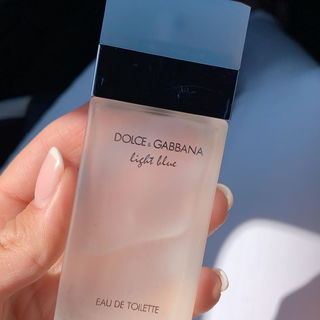 DOLCE & GABBANA
light blue
EAU DE TOILETTE